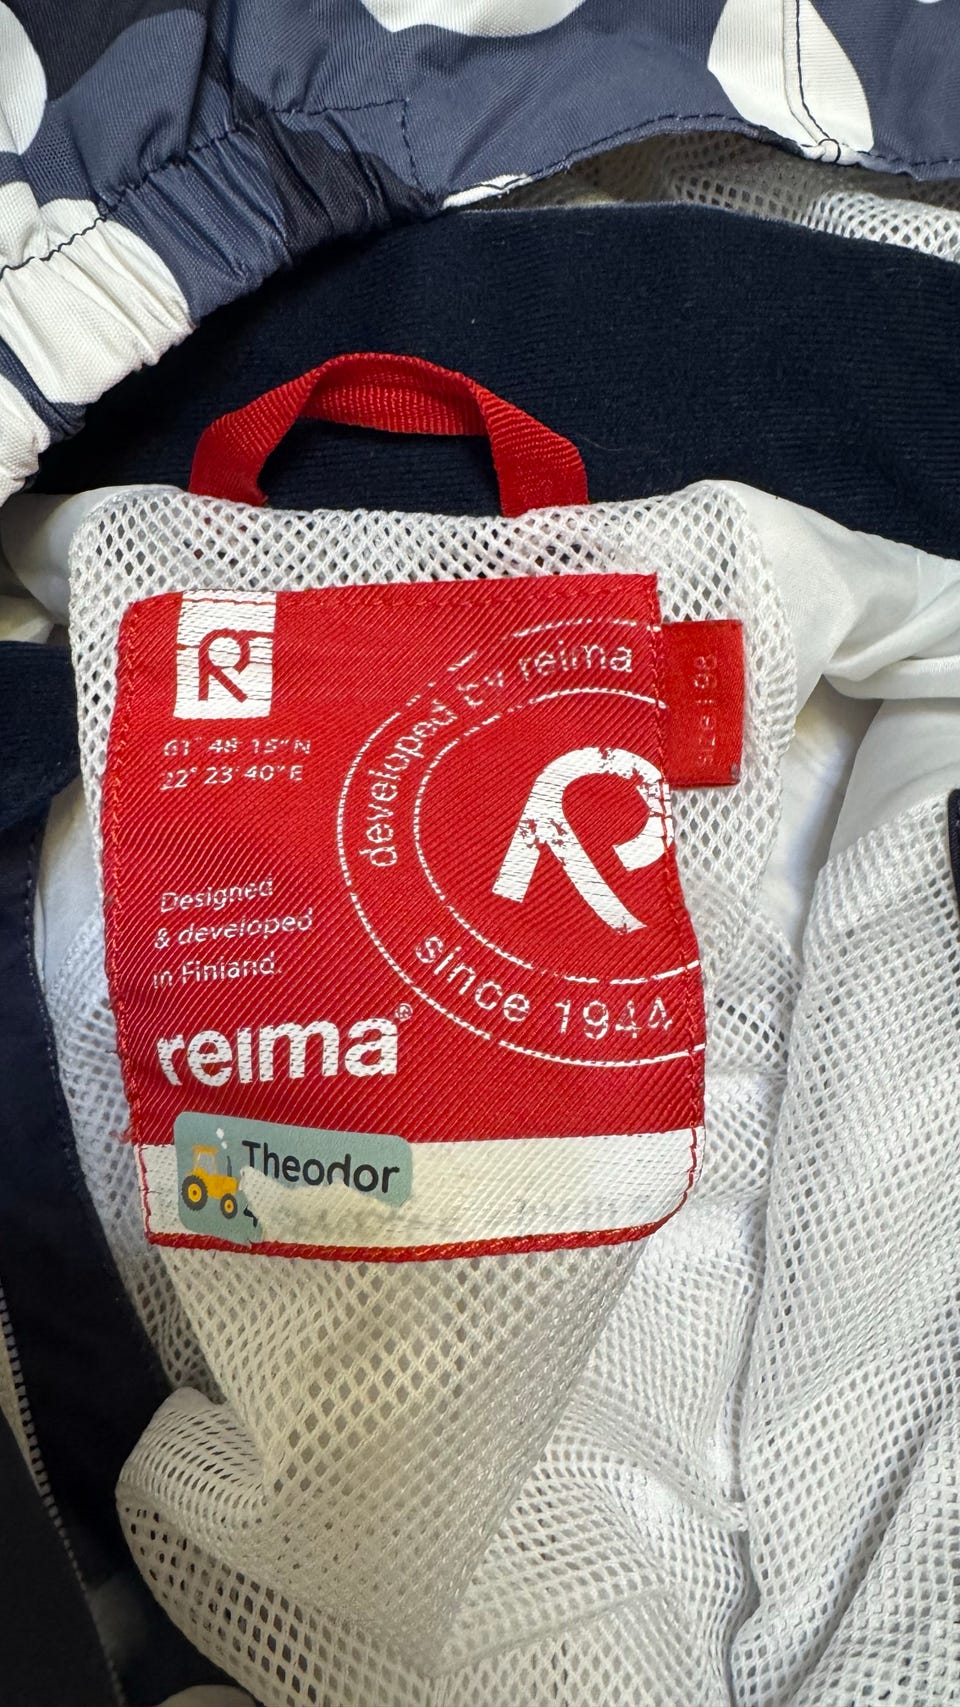 61° 48' 15" N
22° 23' 40" E
developed by reima
since 1944
size : 98
Designed
& developed
in Finland.
reima®
Theodor